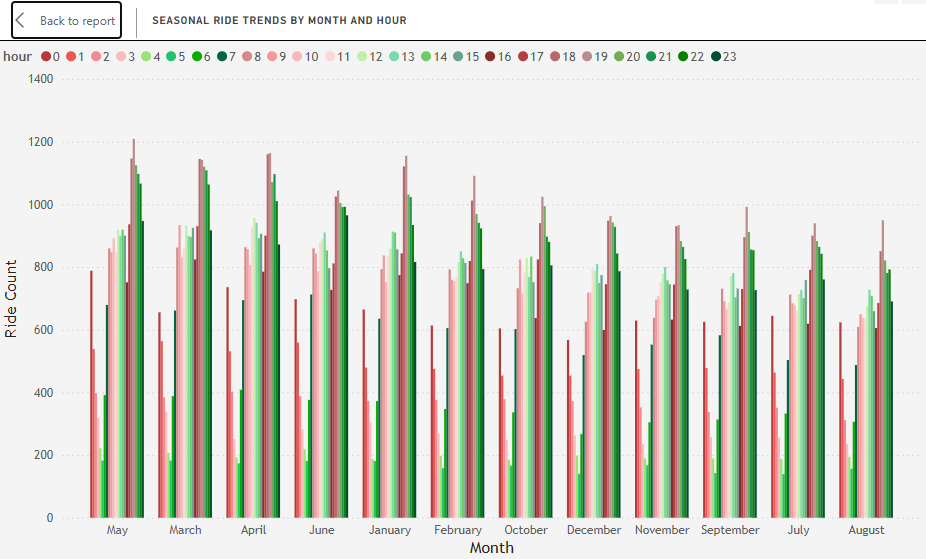 Back to report
SEASONAL RIDE TRENDS BY MONTH AND HOUR
hour 0 1 2 3 4 5 6 7 8 9 10 11 12 13 14 15 16 17 18 19 20 21 22 23
1400
1200
1000
800
600
400
200
0
Ride Count
May March April June January February October December November September July August
Month